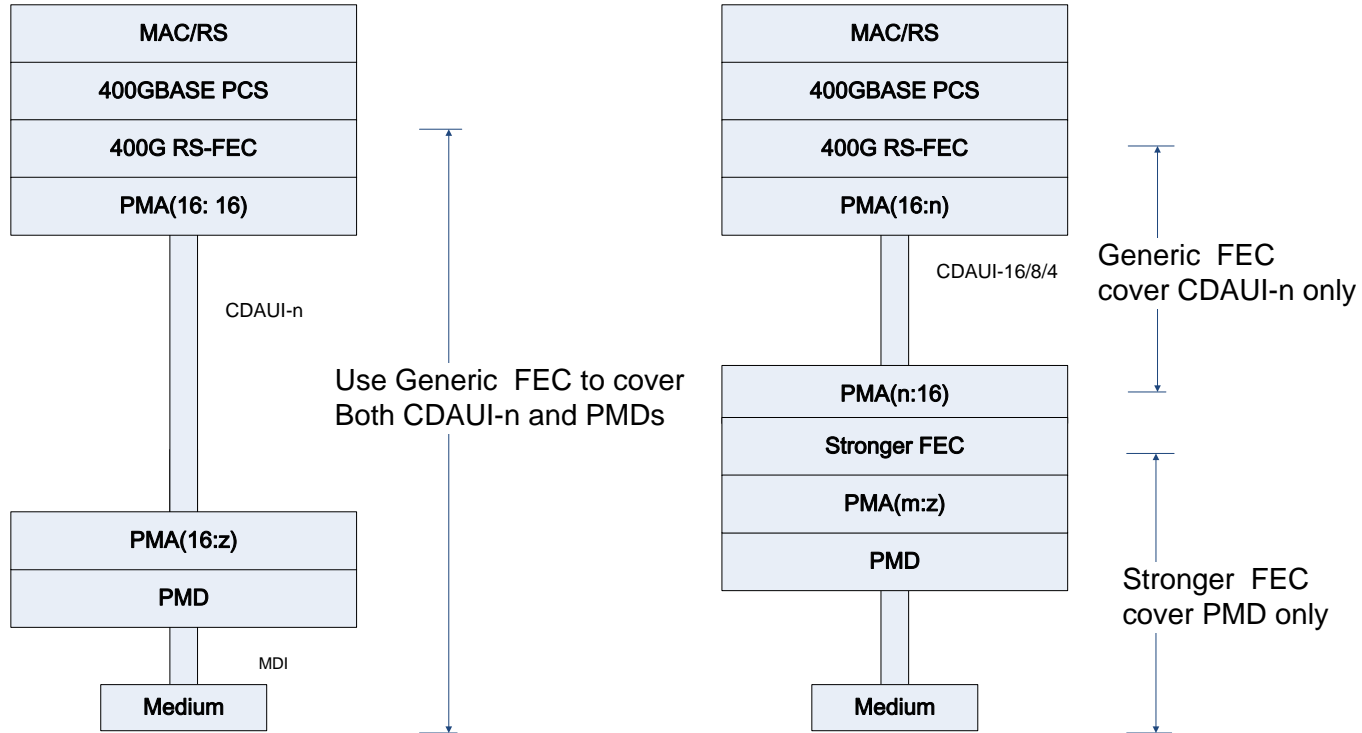 MAC/RS
400GBASE PCS
400G RS-FEC
PMA(16: 16)
CDAUI-n
Use Generic FEC to cover
Both CDAUI-n and PMDs
PMA(16:z)
PMD
MDI
Medium
MAC/RS
400GBASE PCS
400G RS-FEC
PMA(16:n)
CDAUI-16/8/4
Generic FEC
cover CDAUI-n only
PMA(n:16)
Stronger FEC
PMA(m:z)
PMD
Stronger FEC
cover PMD only
Medium